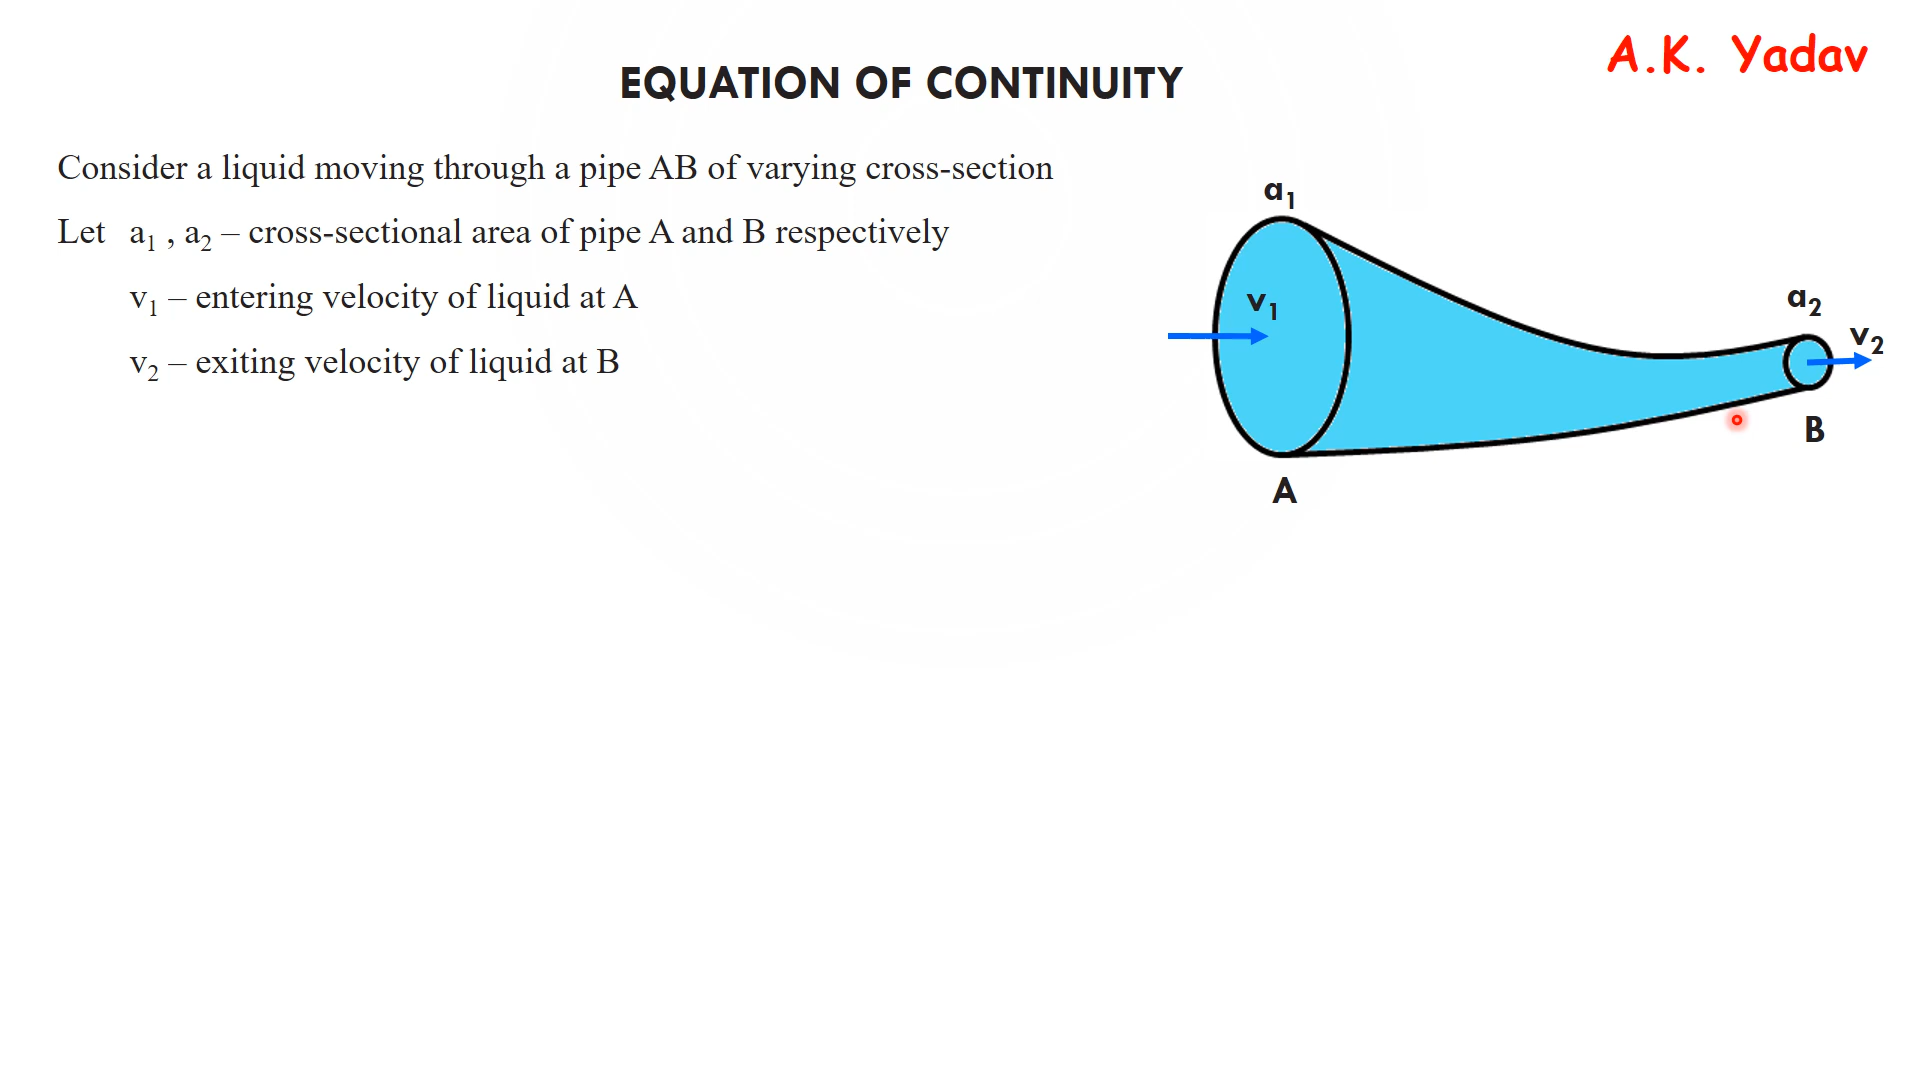 A.K. Yadav
EQUATION OF CONTINUITY
Consider a liquid moving through a pipe AB of varying cross-section
Let a₁ , a₂ – cross-sectional area of pipe A and B respectively
v₁ – entering velocity of liquid at A
v₂ – exiting velocity of liquid at B
a₁
v₁
a₂
v₂
B
A